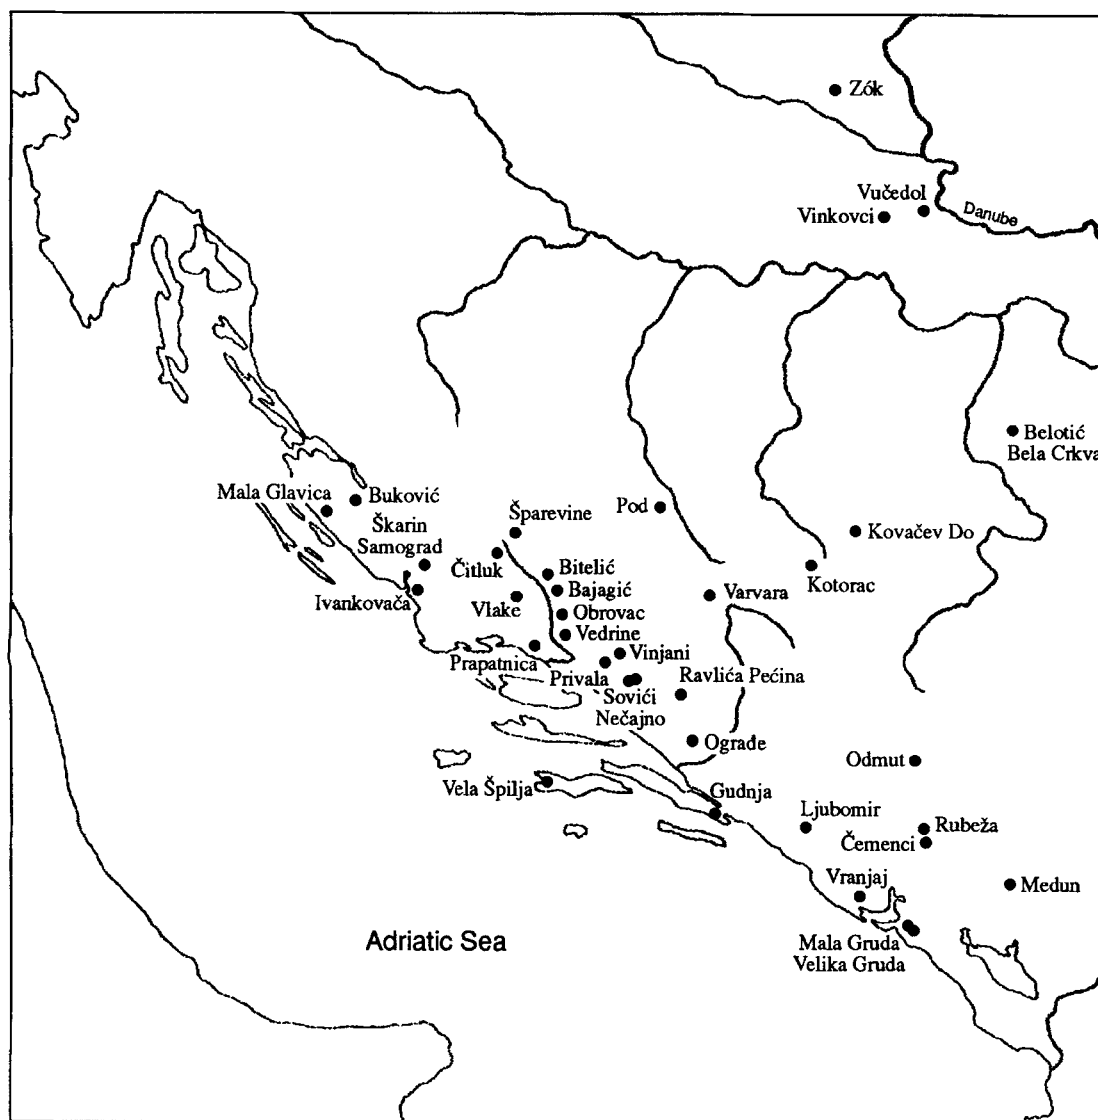 Zók
Vučedol
Vinkovci
Danube
Belotić
Bela Crkva
Mala Glavica
Buković
Škarin
Samograd
Šparevine
Pod
Kovačev Do
Čitluk
Bitelić
Kotorac
Ivankovača
Vlake
Bajagić
Varvara
Obrovac
Vedrine
Prapatnica
Vinjani
Privala
Ravlića Pećina
Sovići
Nečajno
Ograđe
Odmut
Vela Špilja
Gudnja
Ljubomir
Rubeža
Čemenci
Vranjaj
Medun
Adriatic Sea
Mala Gruda
Velika Gruda